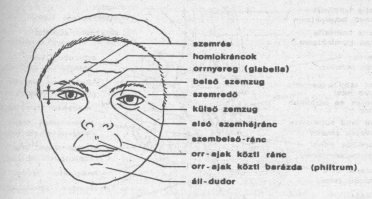 szemrés
homlokráncok
orrnyereg (glabella)
belső szemzug
szemredő
külső zemzug
alsó szemhéjránc
szembelső-ránc
orr-ajak közti ránc
orr-ajak közti barázda (philtrum)
áll-dudor